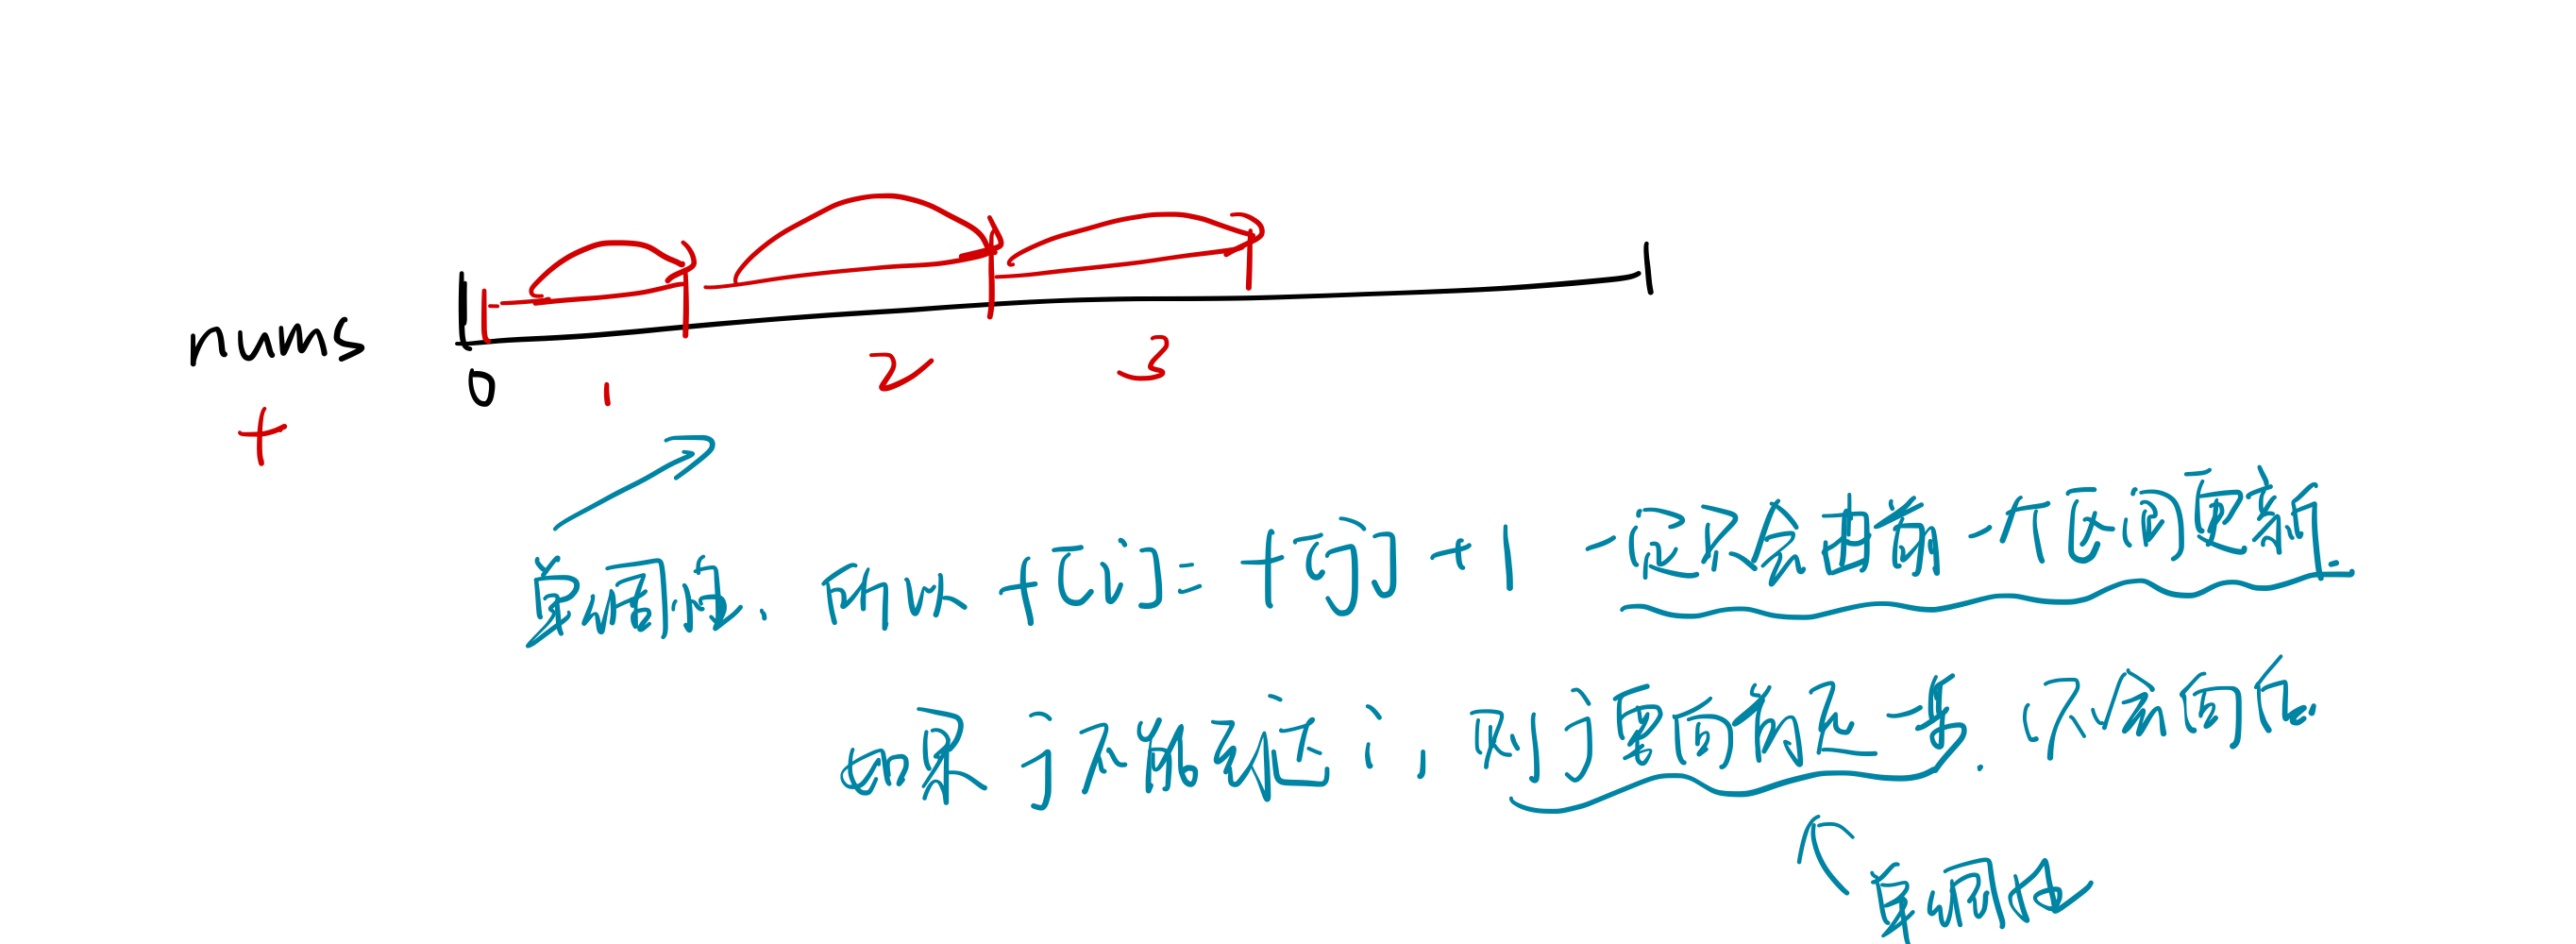 nums
0 1 2 3
f
单调性、所以 f[i] = f[j] + 1 一定只会由前一个区间更新.
如果 j 不能到达 i, 则 j 要向前走一步. 不会向后.
单调性